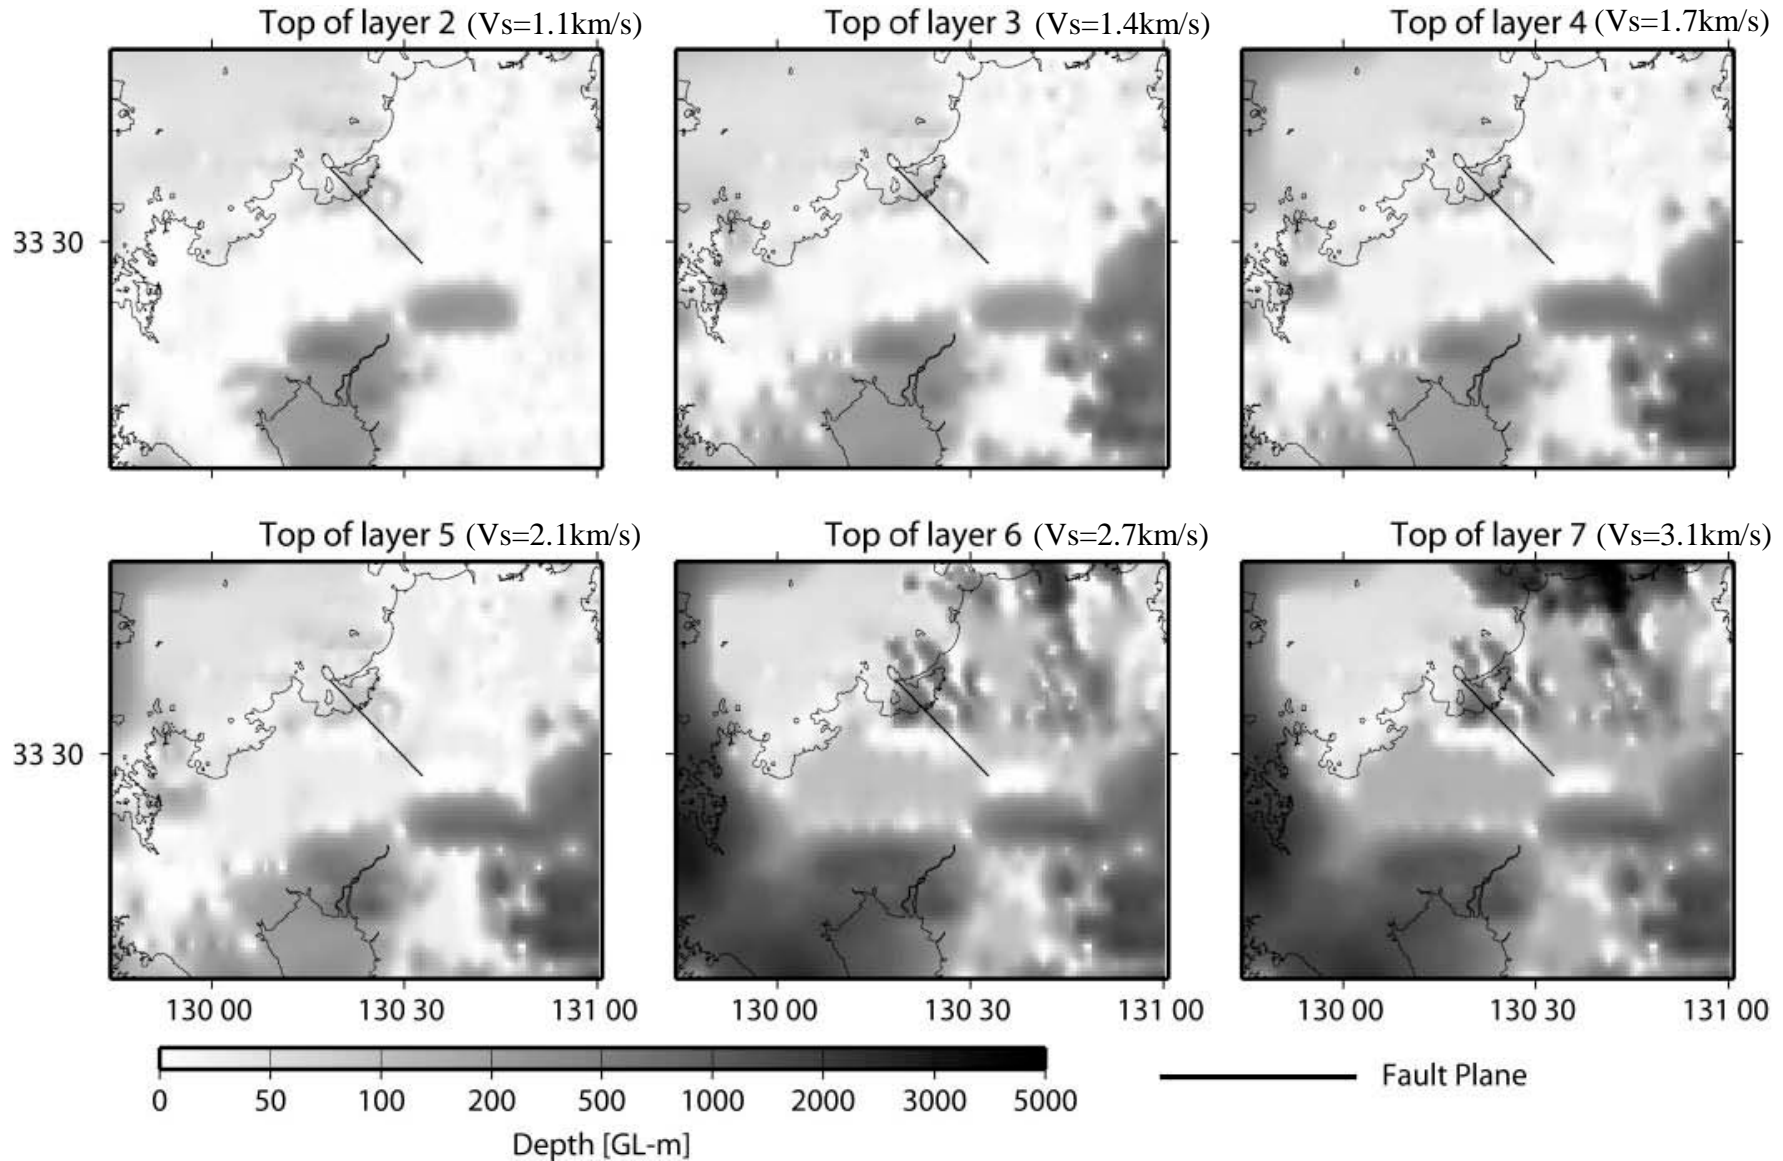 Top of layer 2 (Vs=1.1km/s)
Top of layer 3 (Vs=1.4km/s)
Top of layer 4 (Vs=1.7km/s)
33 30
Top of layer 5 (Vs=2.1km/s)
Top of layer 6 (Vs=2.7km/s)
Top of layer 7 (Vs=3.1km/s)
33 30
130 00 130 30 131 00
130 00 130 30 131 00
130 00 130 30 131 00
0 50 100 200 500 1000 2000 3000 5000
Depth [GL-m]
Fault Plane